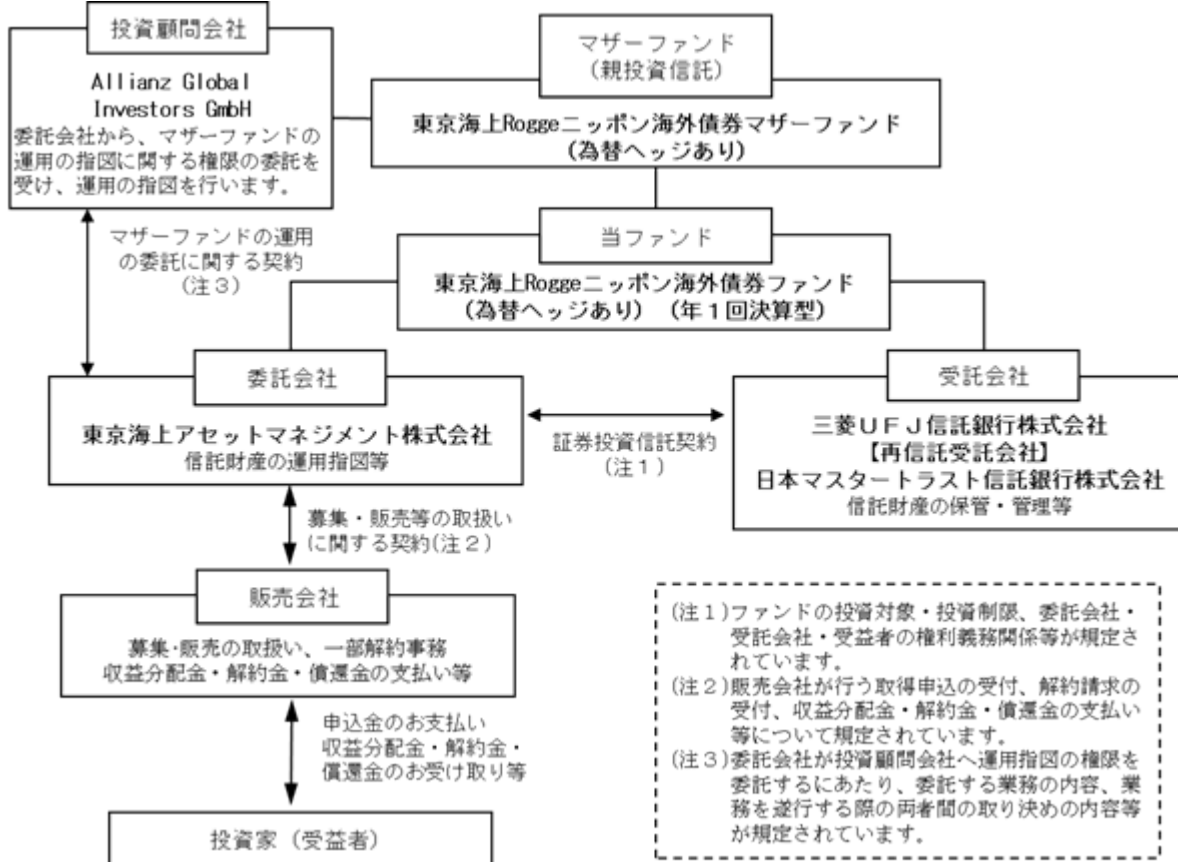 投資顧問会社
Allianz Global
Investors GmbH
委託会社から、マザーファンドの
運用の指図に関する権限の委託を
受け、運用の指図を行います。
マザーファンド
（親投資信託）
東京海上Roggeニッポン海外債券マザーファンド
（為替ヘッジあり）
マザーファンドの運用
の委託に関する契約
（注３）
当ファンド
東京海上Roggeニッポン海外債券ファンド
（為替ヘッジあり）（年１回決算型）
委託会社
東京海上アセットマネジメント株式会社
信託財産の運用指図等
証券投資信託契約
（注１）
受託会社
三菱ＵＦＪ信託銀行株式会社
【再信託受託会社】
日本マスタートラスト信託銀行株式会社
信託財産の保管・管理等
募集・販売等の取扱い
に関する契約(注２)
販売会社
募集・販売の取扱い、一部解約事務
収益分配金・解約金・償還金の支払い等
申込金のお支払い
収益分配金・解約金・
償還金のお受け取り等
投資家（受益者）
(注１)ファンドの投資対象・投資制限、委託会社・
受託会社・受益者の権利義務関係等が規定さ
れています。
(注２)販売会社が行う取得申込の受付、解約請求の
受付、収益分配金・解約金・償還金の支払い
等について規定されています。
(注３)委託会社が投資顧問会社へ運用指図の権限を
委託するにあたり、委託する業務の内容、業
務を遂行する際の両者間の取り決めの内容等
が規定されています。